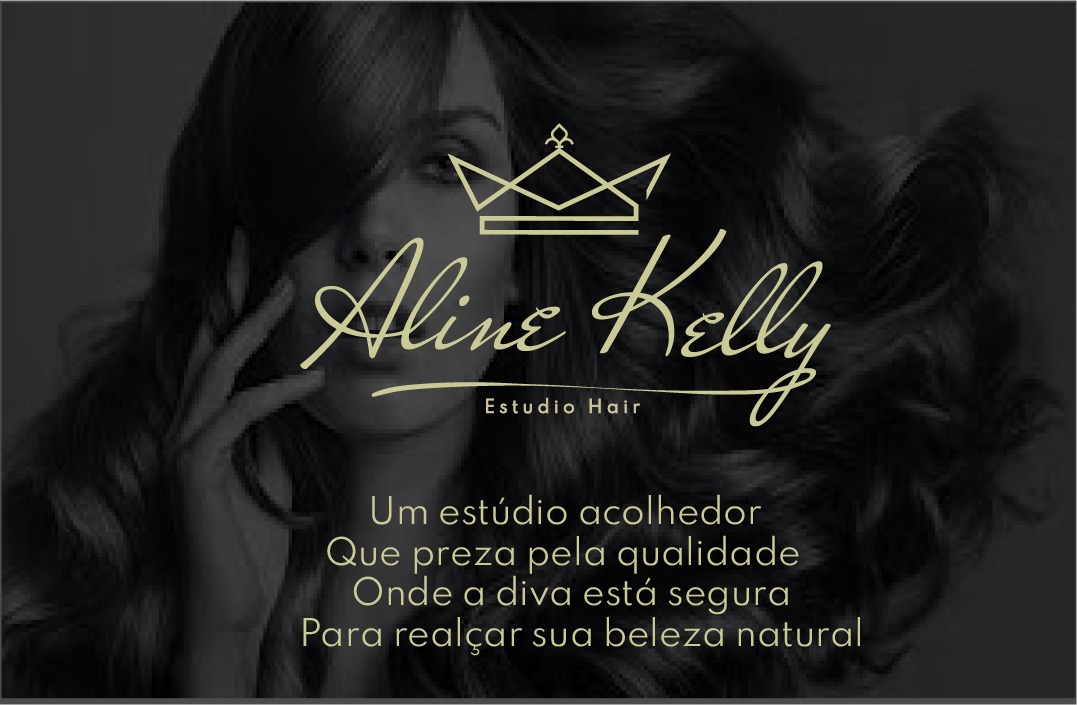 Aline Kelly
Estudio Hair
Um estúdio acolhedor
Que preza pela qualidade
Onde a diva está segura
Para realçar sua beleza natural